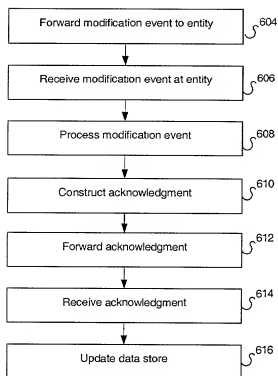 Forward modification event to entity
604
Receive modification event at entity
606
Process modification event
608
Construct acknowledgment
610
Forward acknowledgment
612
Receive acknowledgment
614
Update data store
616